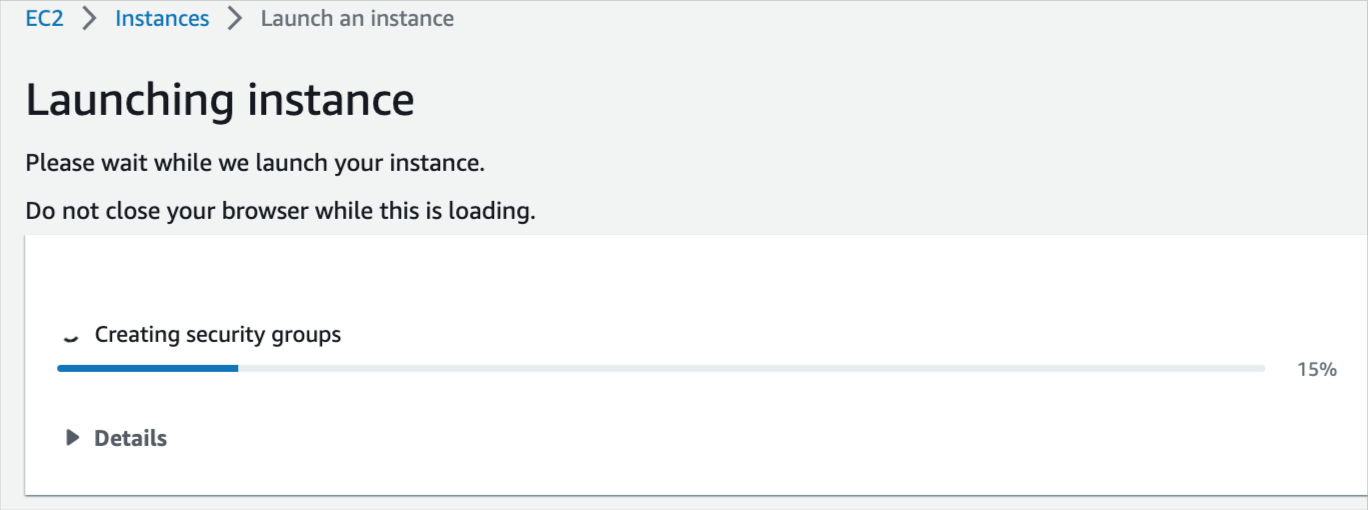 EC2 > Instances > Launch an instance
Launching instance
Please wait while we launch your instance.
Do not close your browser while this is loading.
Creating security groups
15%
Details